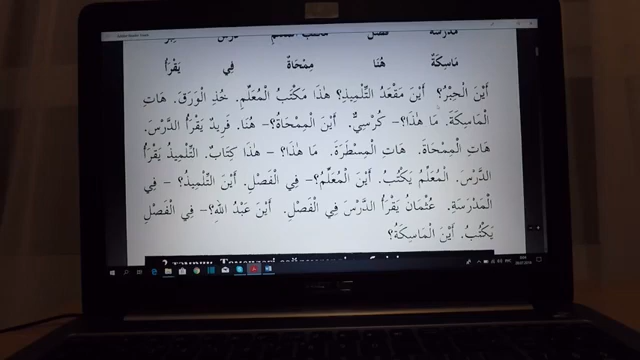 مَاسِكَةٌ هُنَا مِمْحَاةٌ فِي يَقْرَأُ
أَيْنَ الْحِبْرُ؟ أَيْنَ مَقْعَدُ التِّلْمِيذِ؟ هٰذَا مَكْتَبُ الْمُعَلِّمِ. خُذِ الْوَرَقَ. هَاتِ
الْمَاسِكَةَ. مَا هٰذَا؟ - كُرْسِيٌّ. أَيْنَ الْمِمْحَاةُ؟ - هُنَا. فَرِيدٌ يَقْرَأُ الدَّرْسَ.
هَاتِ الْمِمْحَاةَ. هَاتِ الْمِسْطَرَةَ. مَا هٰذَا؟ - هٰذَا كِتَابٌ. التِّلْمِيذُ يَقْرَأُ
الدَّرْسَ. الْمُعَلِّمُ يَكْتُبُ. أَيْنَ الْمُعَلِّمُ؟ - فِي الْفَصْلِ. أَيْنَ التِّلْمِيذُ؟ - فِي
الْمَدْرَسَةِ. عُثْمَانُ يَقْرَأُ الدَّرْسَ فِي الْفَصْلِ. أَيْنَ عَبْدُ اللهِ؟ - فِي الْفَصْلِ
يَكْتُبُ. أَيْنَ الْمَاسِكَةُ؟